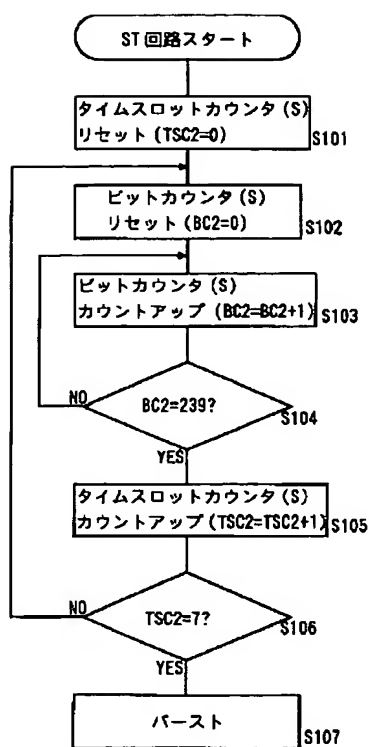 ST回路スタート
タイムスロットカウンタ(S)
リセット(TSC2=0)
S101
ビットカウンタ(S)
リセット(BC2=0)
S102
ビットカウンタ(S)
カウントアップ(BC2=BC2+1)
S103
NO
BC2=239?
S104
YES
タイムスロットカウンタ(S)
カウントアップ(TSC2=TSC2+1)
S105
NO
TSC2=7?
S106
YES
バースト
S107